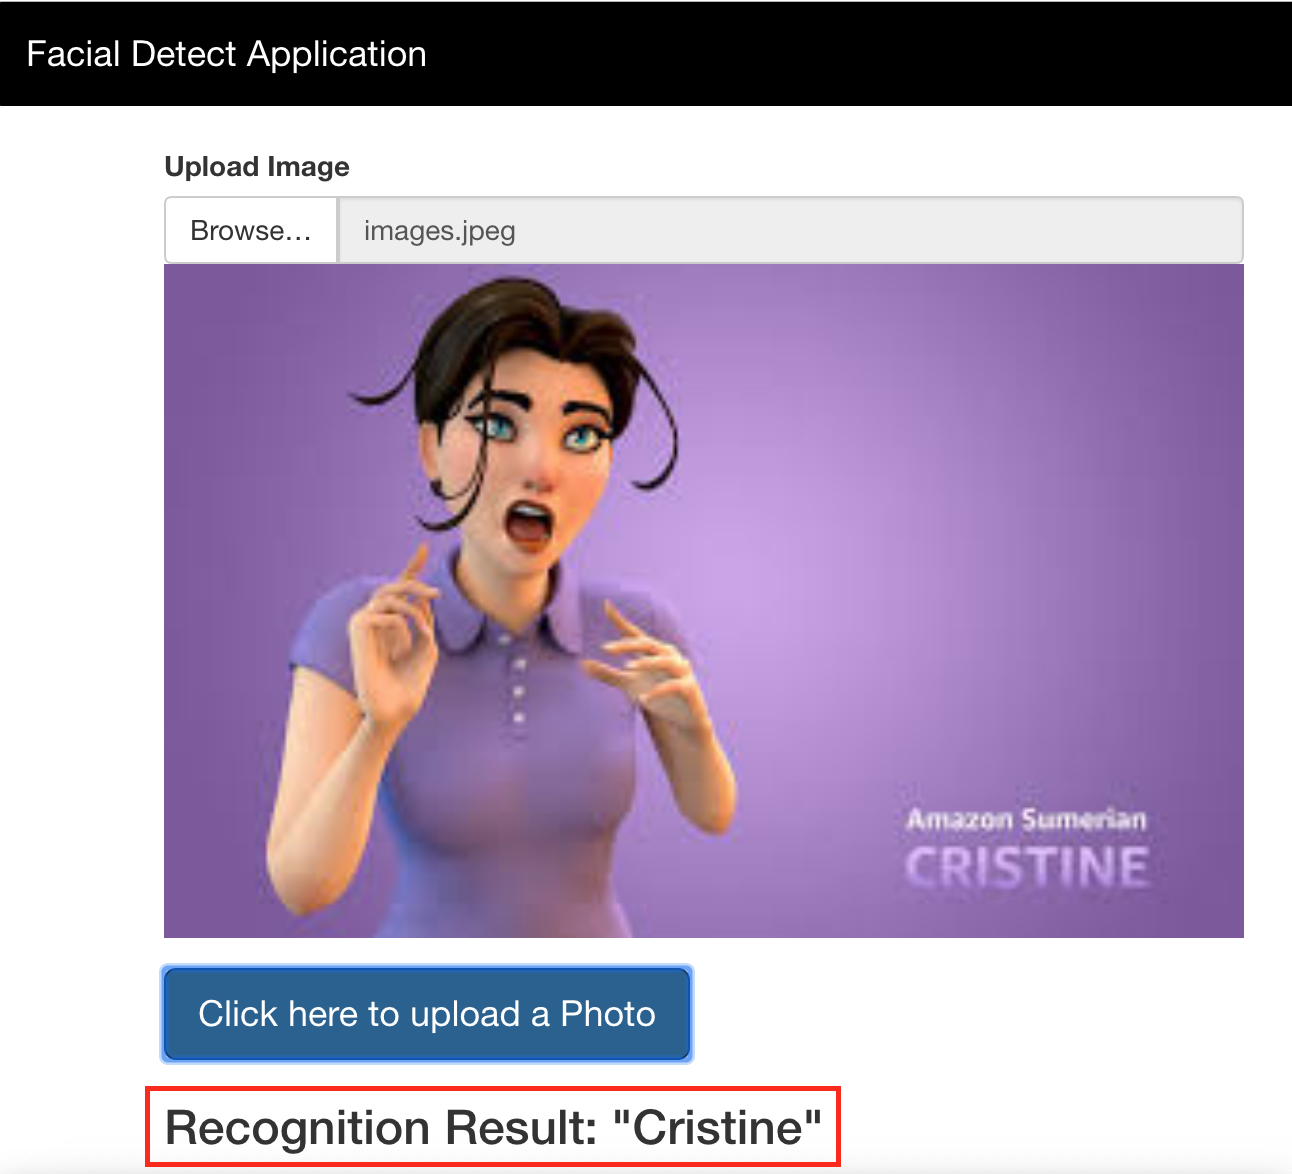 Facial Detect Application
Upload Image
Browse...
images.jpeg
Amazon Sumerian
CRISTINE
Click here to upload a Photo
Recognition Result: "Cristine"